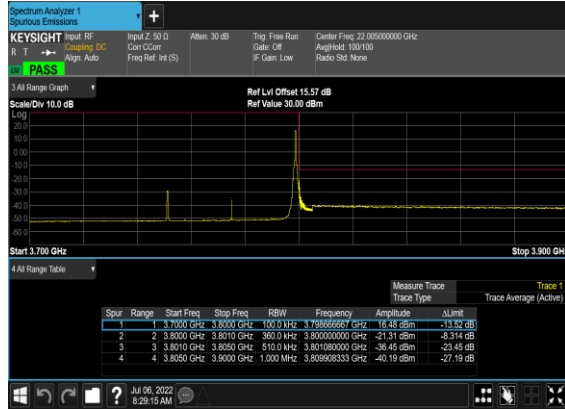 Spectrum Analyzer 1
Spurious Emissions
KEYSIGHT Input: RF Input Z: 50 Ω Atten: 30 dB Trig: Free Run Center Freq: 22.005000000 GHz
R T Coupling: DC Corr CCorr Gate: Off Avg|Hold: 100/100
Align: Auto Freq Ref: Int (S) IF Gain: Low Radio Std: None
PASS
3 All Range Graph
Ref Lvl Offset 15.57 dB
Scale/Div 10.0 dB Ref Value 30.00 dBm
Log
20.0
10.0
0.00
-10.0
-20.0
-30.0
-40.0
-50.0
-60.0
Start 3.700 GHz Stop 3.900 GH
4 All Range Table
Measure Trace Trace 1
Trace Type Trace Average (Active)
Spur Range Start Freq Stop Freq RBW Frequency Amplitude ΔLimit
1 1 3.7000 GHz 3.8000 GHz 100.0 kHz 3.798666667 GHz 16.48 dBm -13.52 dB
2 2 3.8000 GHz 3.8010 GHz 360.0 kHz 3.800000000 GHz -21.31 dBm -8.314 dB
3 3 3.8010 GHz 3.8050 GHz 510.0 kHz 3.801080000 GHz -36.45 dBm -23.45 dB
4 4 3.8050 GHz 3.9000 GHz 1.000 MHz 3.809908333 GHz -40.19 dBm -27.19 dB
Jul 06, 2022
8:29:15 AM